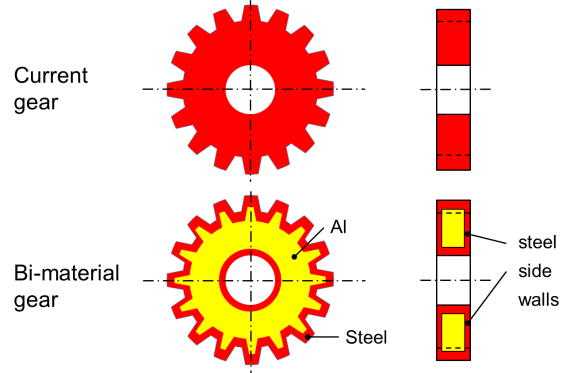 Current
gear
Al
Bi-material
gear
Steel
steel
side
walls